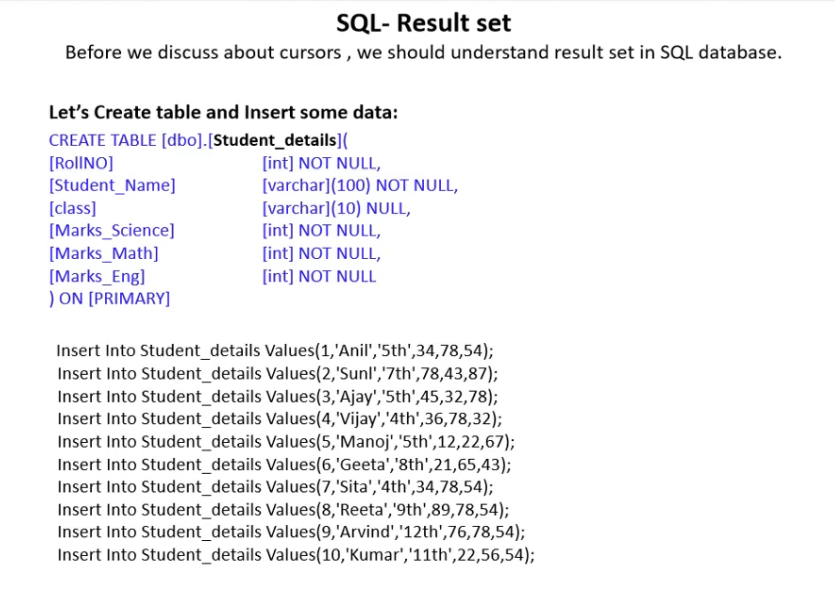 SQL- Result set
Before we discuss about cursors , we should understand result set in SQL database.
Let's Create table and Insert some data:
CREATE TABLE [dbo].[Student_details](
[RollNO] [int] NOT NULL,
[Student_Name] [varchar](100) NOT NULL,
[class] [varchar](10) NULL,
[Marks_Science] [int] NOT NULL,
[Marks_Math] [int] NOT NULL,
[Marks_Eng] [int] NOT NULL
) ON [PRIMARY]
Insert Into Student_details Values(1,'Anil','5th',34,78,54);
Insert Into Student_details Values(2,'Sunl','7th',78,43,87);
Insert Into Student_details Values(3,'Ajay','5th',45,32,78);
Insert Into Student_details Values(4,'Vijay','4th',36,78,32);
Insert Into Student_details Values(5,'Manoj','5th',12,22,67);
Insert Into Student_details Values(6,'Geeta','8th',21,65,43);
Insert Into Student_details Values(7,'Sita','4th',34,78,54);
Insert Into Student_details Values(8,'Reeta','9th',89,78,54);
Insert Into Student_details Values(9,'Arvind','12th',76,78,54);
Insert Into Student_details Values(10,'Kumar','11th',22,56,54);